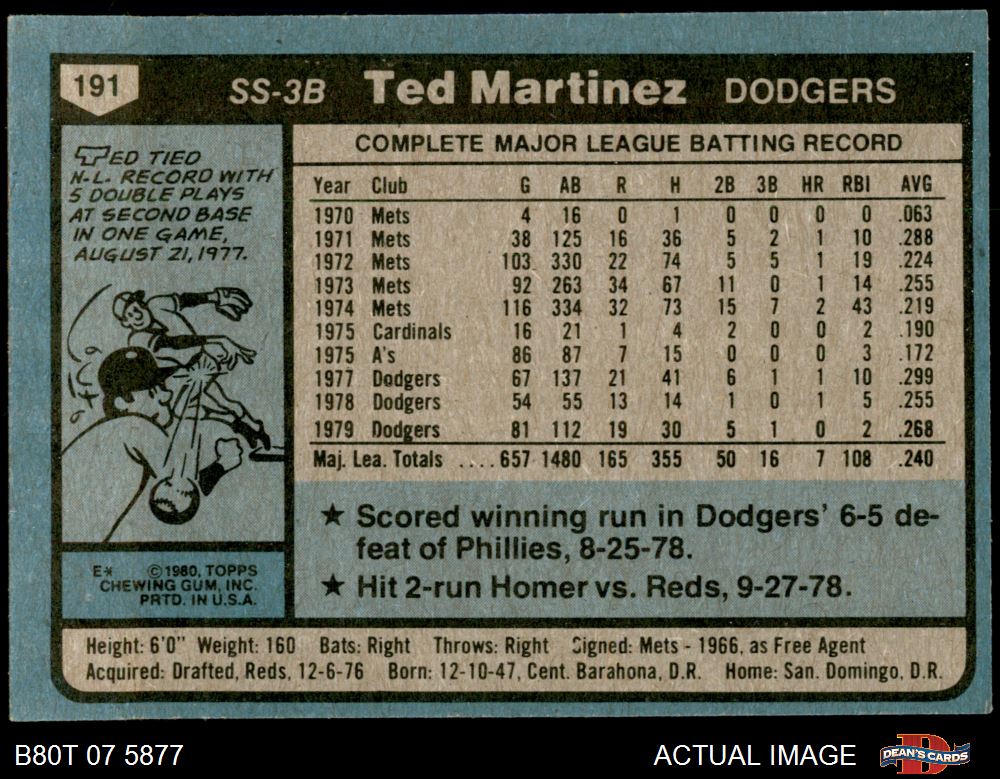 191 SS-3B Ted Martinez DODGERS
TED TIED
N.L. RECORD WITH
5 DOUBLE PLAYS
AT SECOND BASE
IN ONE GAME,
AUGUST 21, 1977.
COMPLETE MAJOR LEAGUE BATTING RECORD
Year Club G AB R H 2B 3B HR RBI AVG
1970 Mets 4 16 0 1 0 0 0 0 .063
1971 Mets 38 125 16 36 5 2 1 10 .288
1972 Mets 103 330 22 74 5 5 1 19 .224
1973 Mets 92 263 34 67 11 0 1 14 .255
1974 Mets 116 334 32 73 15 7 2 43 .219
1975 Cardinals 16 21 1 4 2 0 0 2 .190
1975 A's 86 87 7 15 0 0 0 3 .172
1977 Dodgers 67 137 21 41 6 1 1 10 .299
1978 Dodgers 54 55 13 14 1 0 1 5 .255
1979 Dodgers 81 112 19 30 5 1 0 2 .268
Maj. Lea. Totals ....657 1480 165 355 50 16 7 108 .240
★ Scored winning run in Dodgers' 6-5 de-
feat of Phillies, 8-25-78.
★ Hit 2-run Homer vs. Reds, 9-27-78.
E* ©1980, TOPPS
CHEWING GUM, INC.
PRTD. IN U.S.A.
Height: 6'0" Weight: 160 Bats: Right Throws: Right Signed: Mets - 1966, as Free Agent
Acquired: Drafted, Reds, 12-6-76 Born: 12-10-47, Cent. Barahona, D.R. Home: San. Domingo, D.R.
B80T 07 5877 ACTUAL IMAGE DEAN'S CARDS